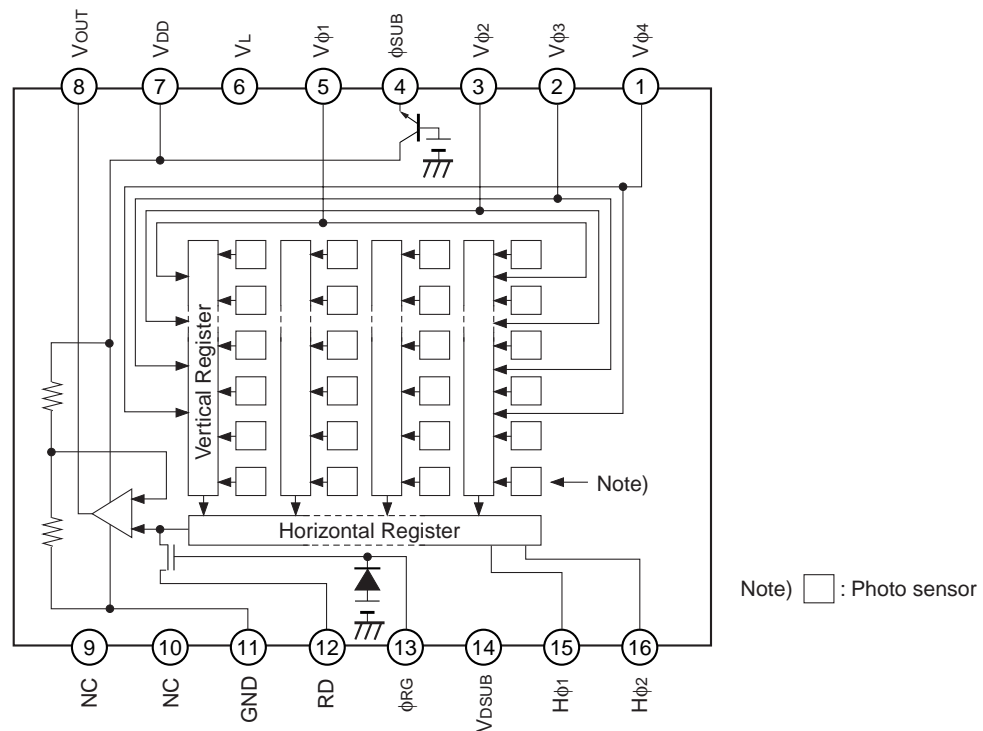 VOUT
VDD
VL
Vφ1
φSUB
Vφ2
Vφ3
Vφ4
8
7
6
5
4
3
2
1
Vertical Register
Note)
Horizontal Register
Note) : Photo sensor
9
10
11
12
13
14
15
16
NC
NC
GND
RD
φRG
VDSUB
Hφ1
Hφ2